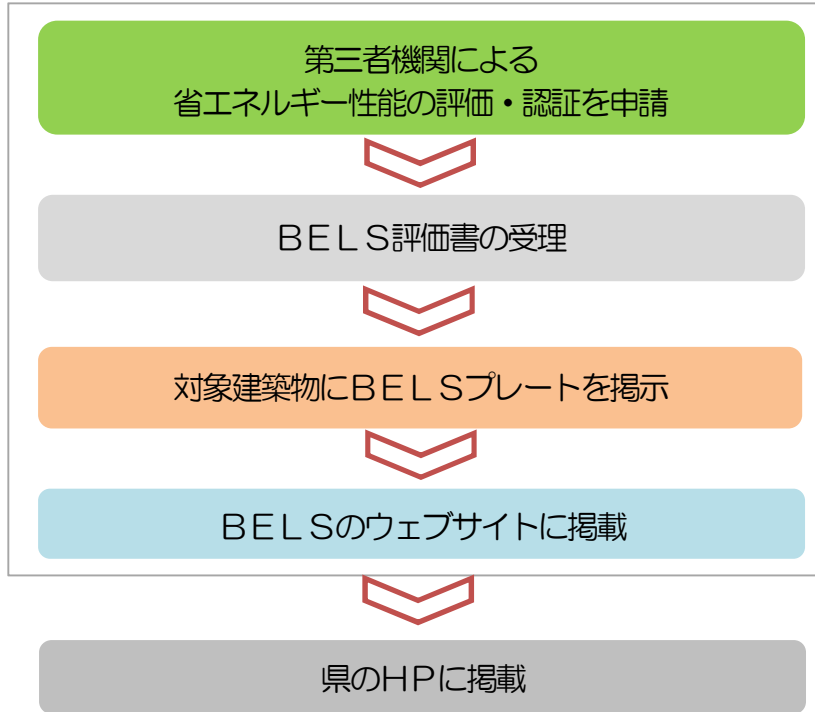 第三者機関による
省エネルギー性能の評価・認証を申請
ＢＥＬＳ評価書の受理
対象建築物にＢＥＬＳプレートを掲示
ＢＥＬＳのウェブサイトに掲載
県のＨＰに掲載